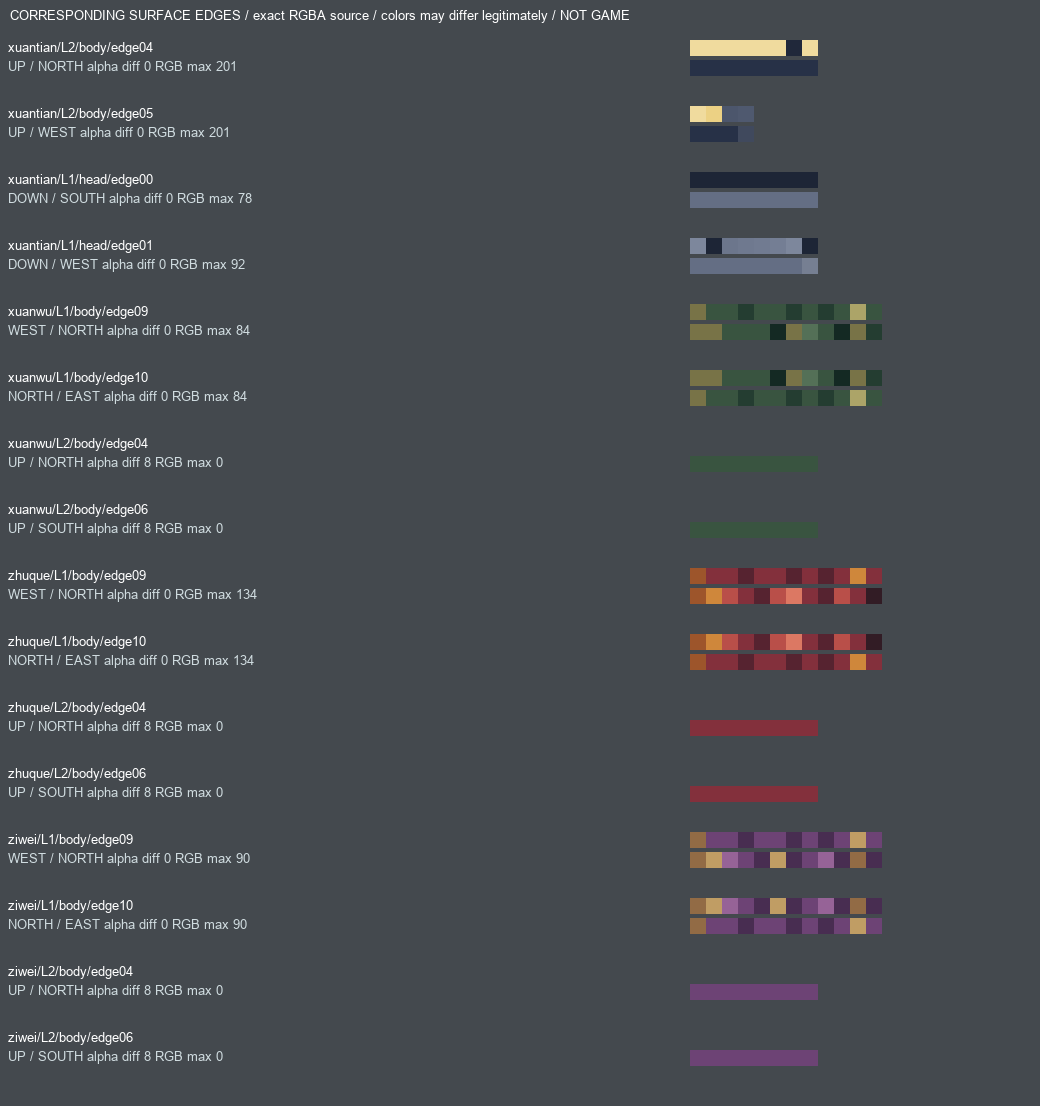 CORRESPONDING SURFACE EDGES / exact RGBA source / colors may differ legitimately / NOT GAME
xuantian/L2/body/edge04
UP / NORTH alpha diff 0 RGB max 201
xuantian/L2/body/edge05
UP / WEST alpha diff 0 RGB max 201
xuantian/L1/head/edge00
DOWN / SOUTH alpha diff 0 RGB max 78
xuantian/L1/head/edge01
DOWN / WEST alpha diff 0 RGB max 92
xuanwu/L1/body/edge09
WEST / NORTH alpha diff 0 RGB max 84
xuanwu/L1/body/edge10
NORTH / EAST alpha diff 0 RGB max 84
xuanwu/L2/body/edge04
UP / NORTH alpha diff 8 RGB max 0
xuanwu/L2/body/edge06
UP / SOUTH alpha diff 8 RGB max 0
zhuque/L1/body/edge09
WEST / NORTH alpha diff 0 RGB max 134
zhuque/L1/body/edge10
NORTH / EAST alpha diff 0 RGB max 134
zhuque/L2/body/edge04
UP / NORTH alpha diff 8 RGB max 0
zhuque/L2/body/edge06
UP / SOUTH alpha diff 8 RGB max 0
ziwei/L1/body/edge09
WEST / NORTH alpha diff 0 RGB max 90
ziwei/L1/body/edge10
NORTH / EAST alpha diff 0 RGB max 90
ziwei/L2/body/edge04
UP / NORTH alpha diff 8 RGB max 0
ziwei/L2/body/edge06
UP / SOUTH alpha diff 8 RGB max 0